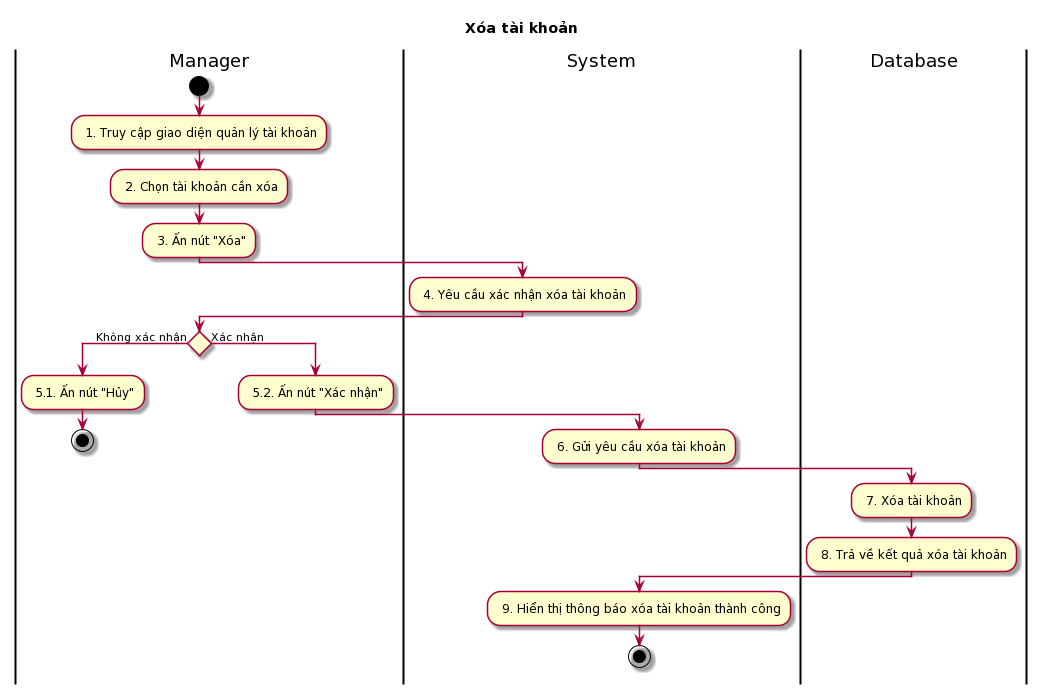 Xóa tài khoản
Manager
System
Database
1. Truy cập giao diện quản lý tài khoản
2. Chọn tài khoản cần xóa
3. Ấn nút "Xóa"
4. Yêu cầu xác nhận xóa tài khoản
Không xác nhận
Xác nhận
5.1. Ấn nút "Hủy"
5.2. Ấn nút "Xác nhận"
6. Gửi yêu cầu xóa tài khoản
7. Xóa tài khoản
8. Trả về kết quả xóa tài khoản
9. Hiển thị thông báo xóa tài khoản thành công